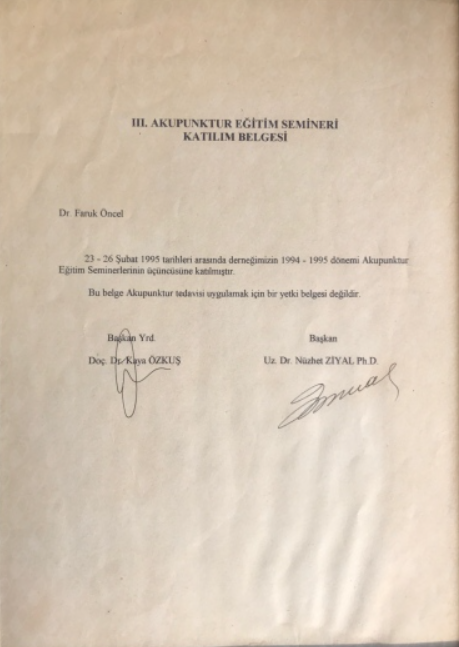 III. AKUPUNKTUR EĞİTİM SEMİNERİ
KATILIM BELGESİ
Dr. Faruk Öncel
23 - 26 Şubat 1995 tarihleri arasında derneğimizin 1994 - 1995 dönemi Akupunktur
Eğitim Seminerlerinin üçüncüsüne katılmıştır.
Bu belge Akupunktur tedavisi uygulamak için bir yetki belgesi değildir.
Başkan Yrd.
Doç. Dr. Kaya ÖZKUŞ
Başkan
Uz. Dr. Nüzhet ZİYAL Ph.D.